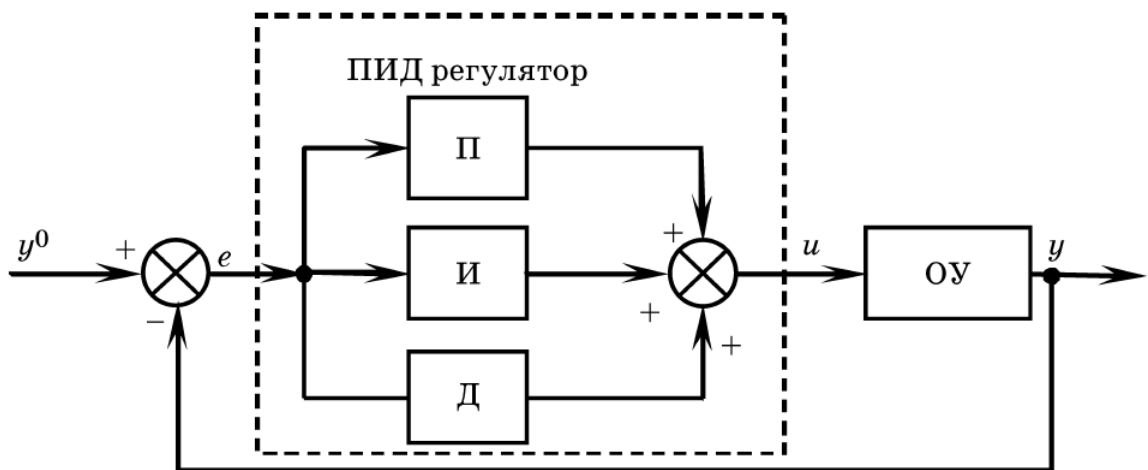 ПИД регулятор
П
y⁰
+
e
И
+
+
u
ОУ
y
−
+
Д